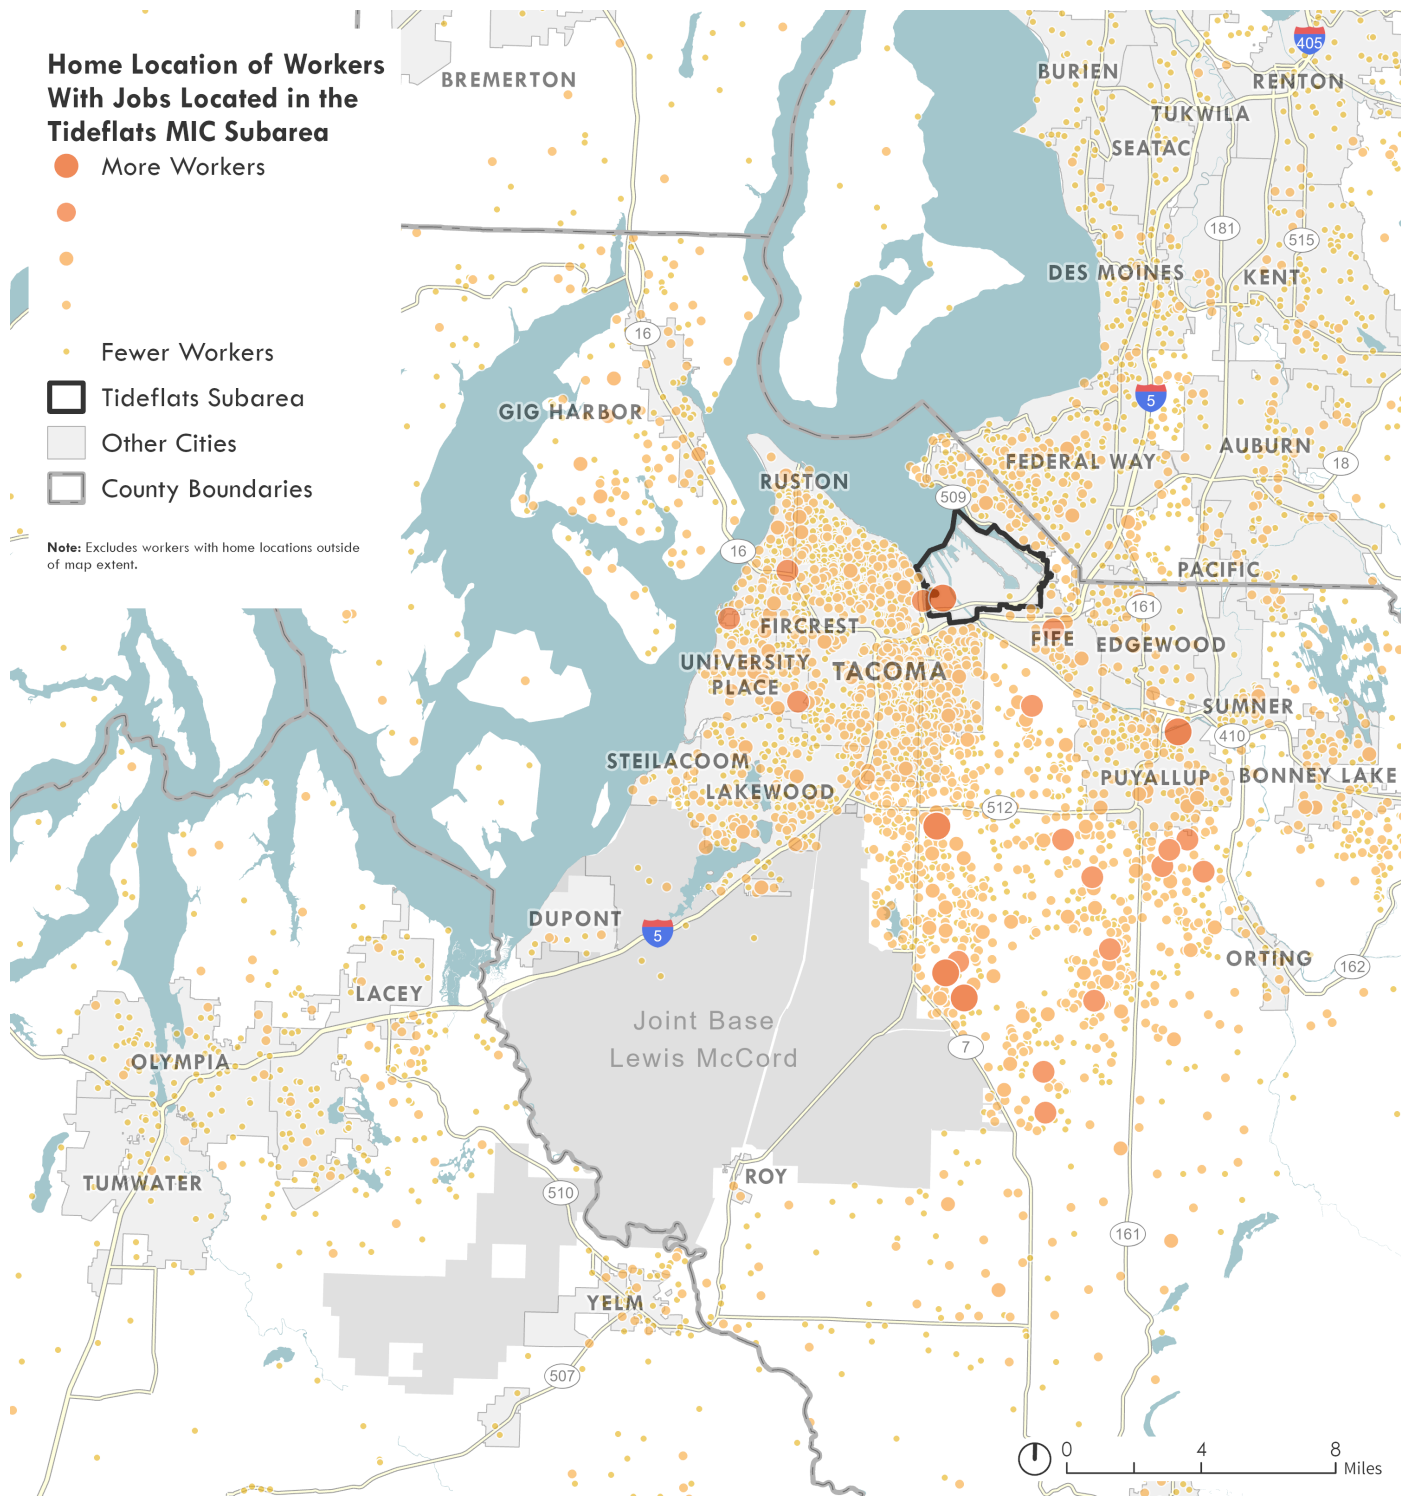 Home Location of Workers
With Jobs Located in the
Tideflats MIC Subarea
More Workers
Fewer Workers
Tideflats Subarea
Other Cities
County Boundaries
Note: Excludes workers with home locations outside
of map extent.
BREMERTON
BURIEN
405
RENTON
TUKWILA
SEATAC
181
515
DES MOINES
KENT
16
5
GIG HARBOR
AUBURN
FEDERAL WAY
18
RUSTON
509
16
PACIFIC
161
FIRCREST
FIFE
EDGEWOOD
UNIVERSITY
PLACE
TACOMA
SUMNER
410
STEILACOOM
LAKEWOOD
PUYALLUP
BONNEY LAKE
512
DUPONT
5
ORTING
162
LACEY
Joint Base
Lewis McCord
7
OLYMPIA
TUMWATER
ROY
510
161
YELM
507
0
4
8
Miles